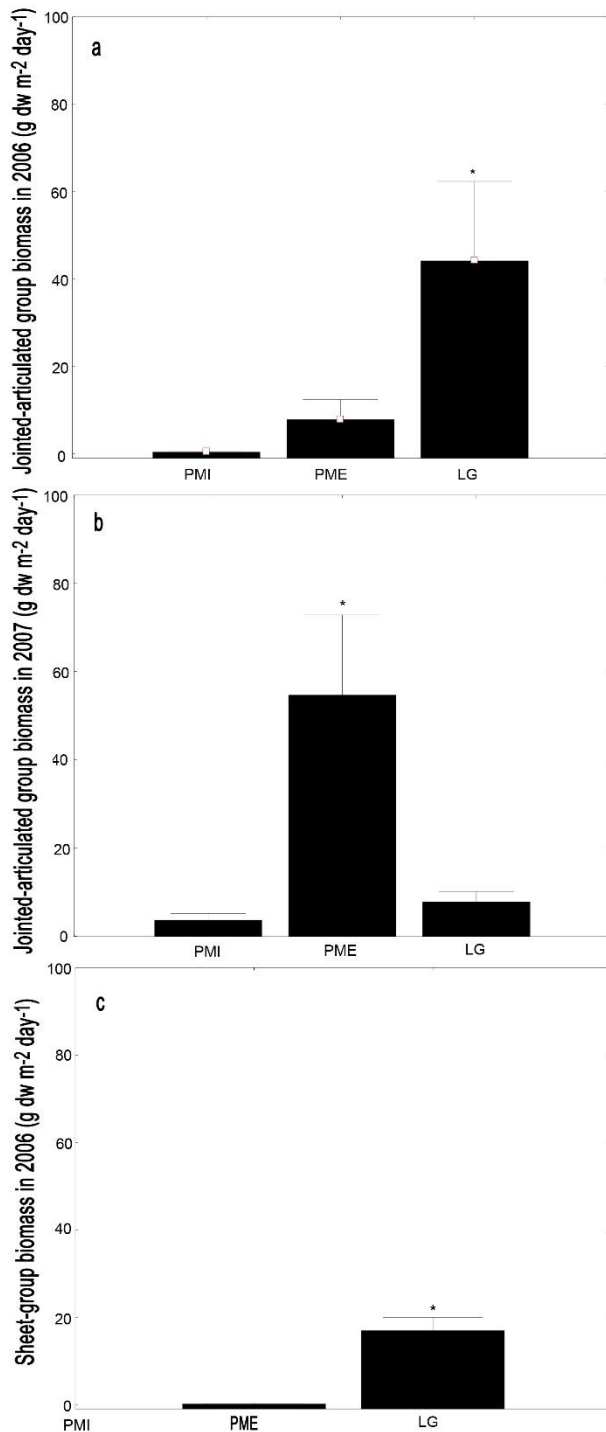 a
Jointed-articulated group biomass in 2006 (g dw m-2 day-1)
100
80
60
40
20
0
*
PMI PME LG
b
Jointed-articulated group biomass in 2007 (g dw m-2 day-1)
100
80
60
40
20
0
*
PMI PME LG
c
Sheet-group biomass in 2006 (g dw m-2 day-1)
100
80
60
40
20
0
*
PMI PME LG